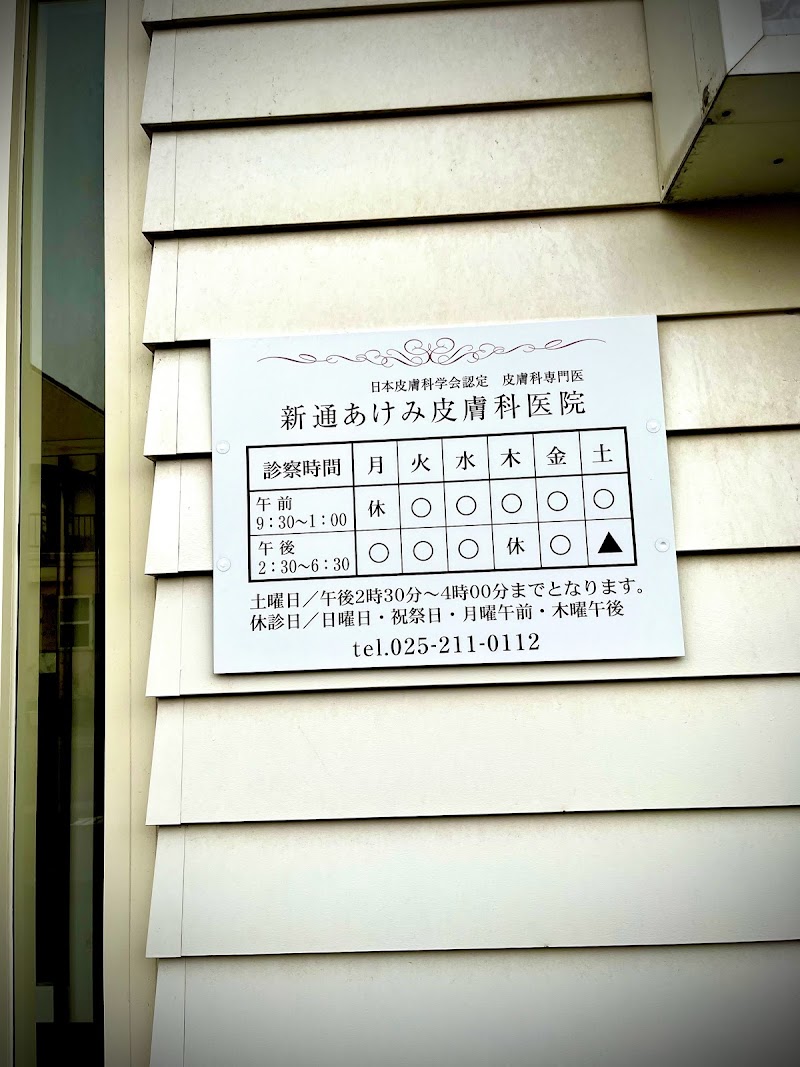 日本皮膚科学会認定　皮膚科専門医
新通あけみ皮膚科医院
診察時間 月 火 水 木 金 土
午前 9:30〜1:00 休 ○ ○ ○ ○ ○
午後 2:30〜6:30 ○ ○ ○ 休 ○ ▲
土曜日／午後2時30分〜4時00分までとなります。
休診日／日曜日・祝祭日・月曜午前・木曜午後
tel.025-211-0112